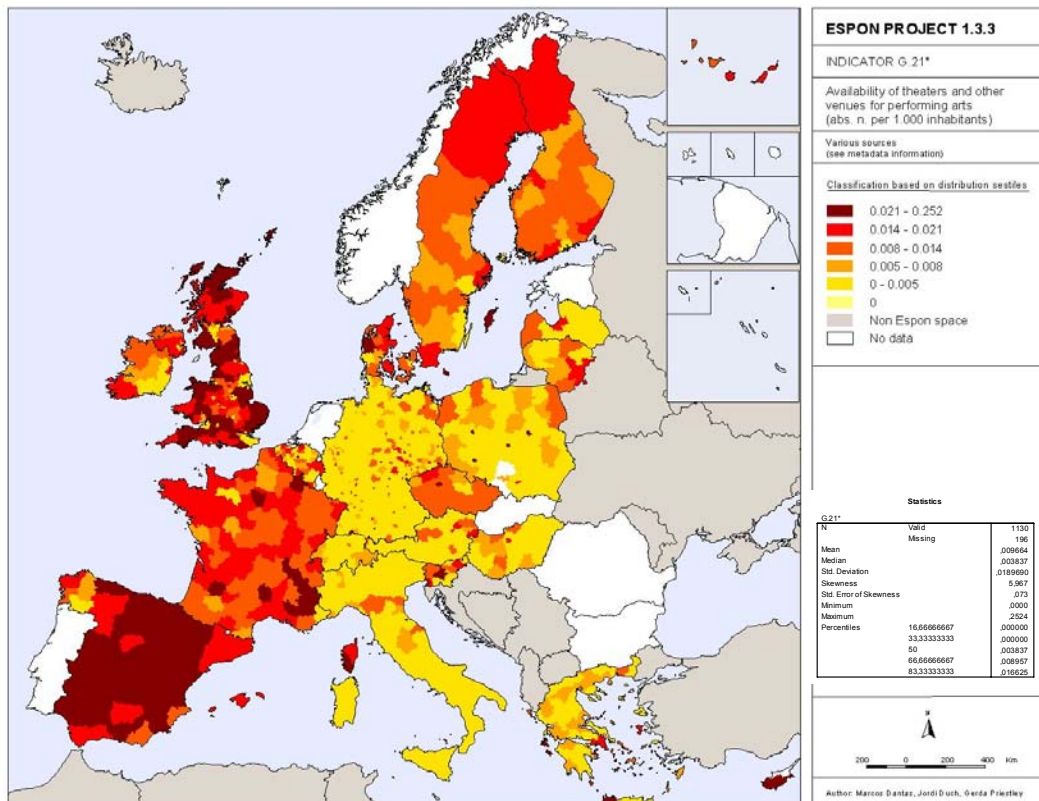 ESPON PROJECT 1.3.3
INDICATOR G.21*
Availability of theaters and other
venues for performing arts
(abs. n. per 1.000 inhabitants)
Various sources
(see metadata information)
Classification based on distribution sestiles
0.021 - 0.252
0.014 - 0.021
0.008 - 0.014
0.005 - 0.008
0 - 0.005
0
Non Espon space
No data
Statistics
G.21*
N Valid 1130
Missing 196
Mean ,009664
Median ,003837
Std. Deviation ,0189690
Skewness 5,967
Std. Error of Skewness ,073
Minimum ,0000
Maximum ,2524
Percentiles 16,66666667 ,000000
33,33333333 ,000000
50 ,003837
66,66666667 ,008957
83,33333333 ,016625
N
200 0 200 400 Km.
Author: Marcos Dantas, Jordi Duch, Gerda Priestley